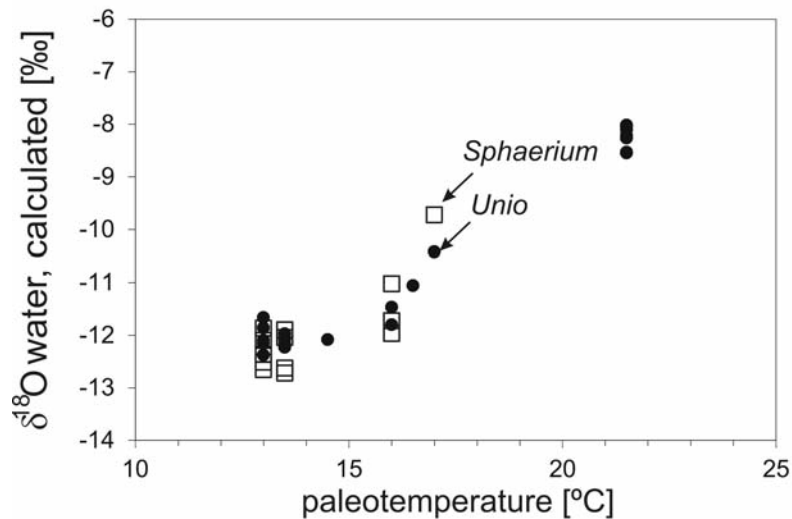 -6
-7
-8
-9
-10
-11
-12
-13
-14
δ¹⁸O water, calculated [‰]
Sphaerium
Unio
10 15 20 25
paleotemperature [ºC]